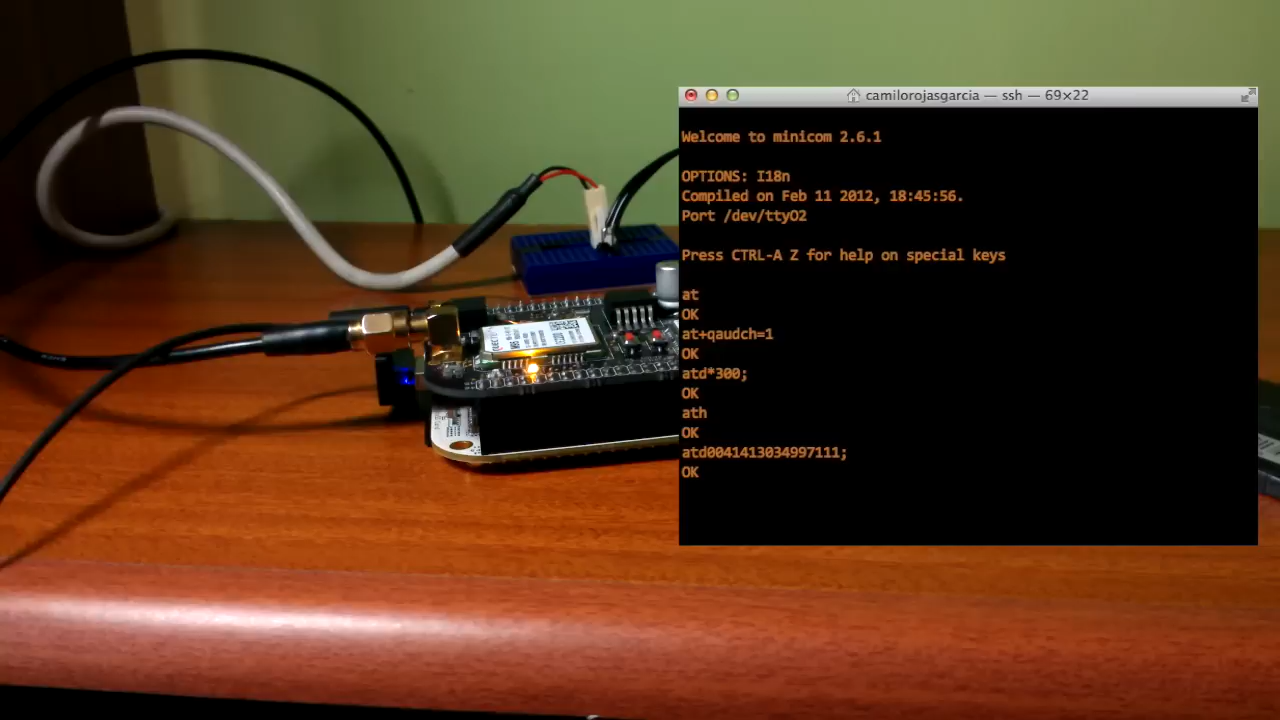 camilorojasgarcia — ssh — 69×22
Welcome to minicom 2.6.1
OPTIONS: I18n
Compiled on Feb 11 2012, 18:45:56.
Port /dev/ttyO2
Press CTRL-A Z for help on special keys
at
OK
at+qaudch=1
OK
atd*300;
OK
ath
OK
atd0041413034997111;
OK
M95